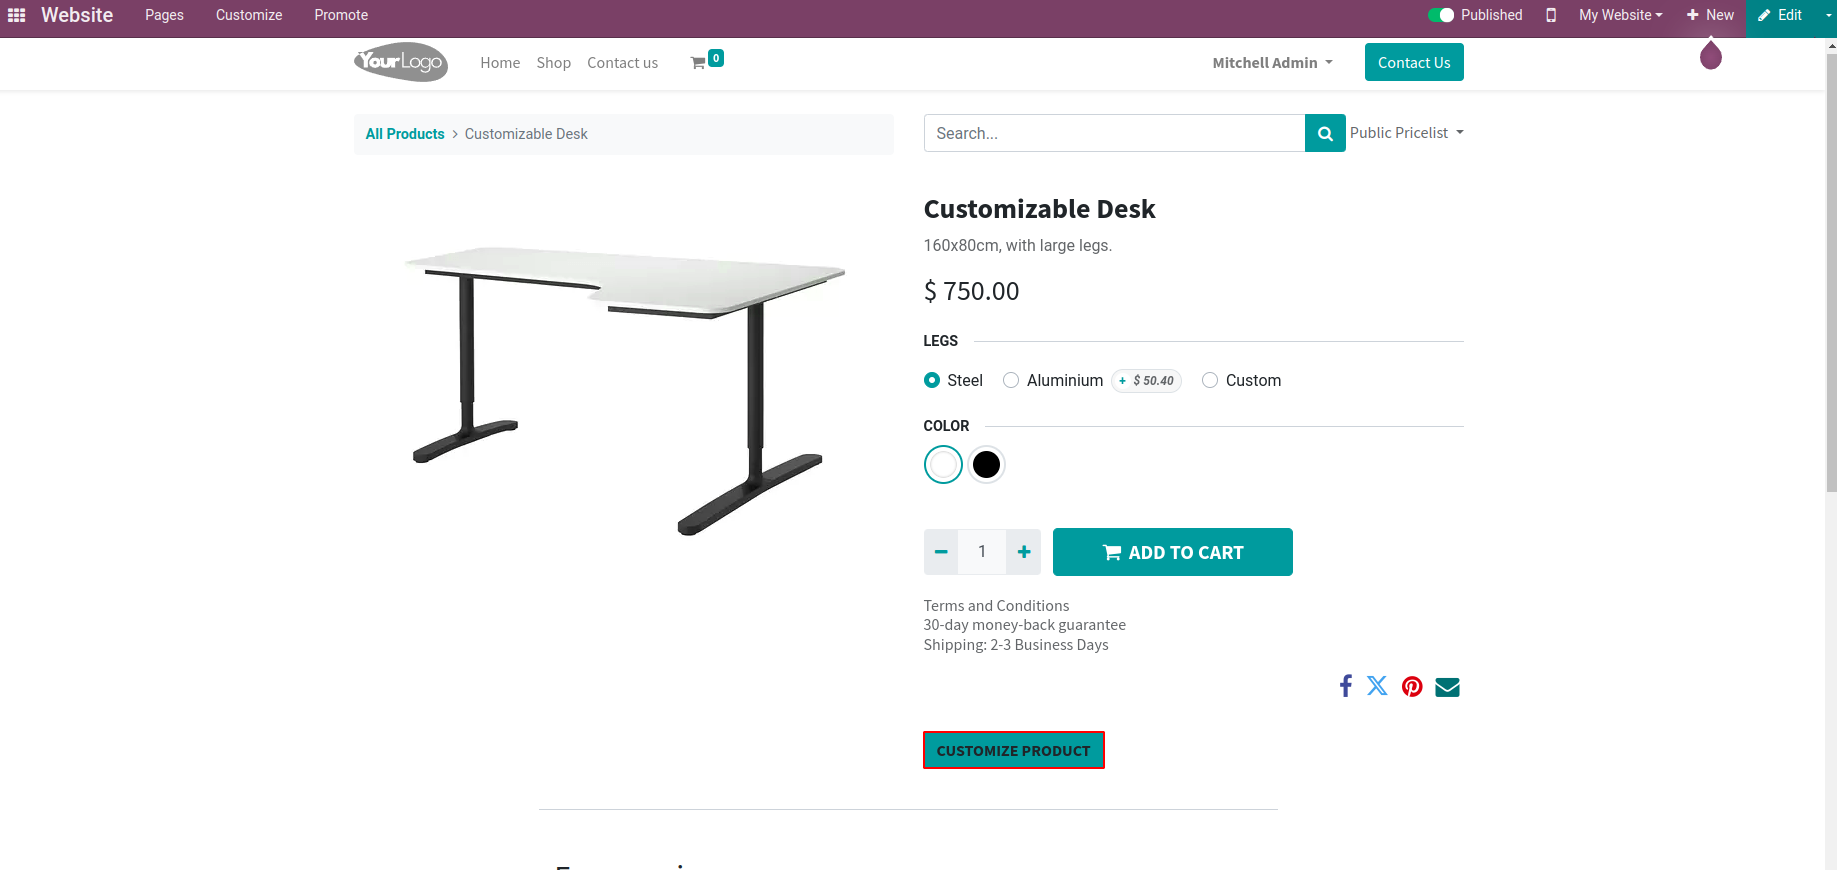 Website Pages Customize Promote Published My Website New Edit
YourLogo Home Shop Contact us 0 Mitchell Admin Contact Us
All Products > Customizable Desk
Search... Public Pricelist
Customizable Desk
160x80cm, with large legs.
$ 750.00
LEGS
Steel Aluminium + $ 50.40 Custom
COLOR
1 ADD TO CART
Terms and Conditions
30-day money-back guarantee
Shipping: 2-3 Business Days
CUSTOMIZE PRODUCT